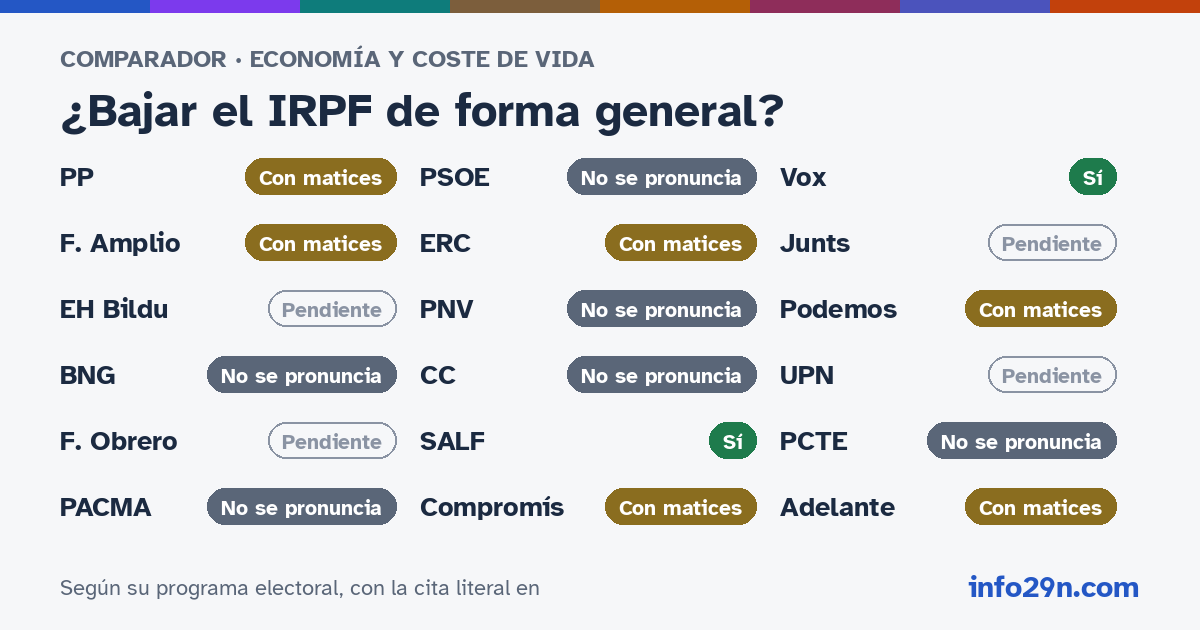 COMPARADOR · ECONOMÍA Y COSTE DE VIDA
¿Bajar el IRPF de forma general?
PP Con matices PSOE No se pronuncia Vox Sí
F. Amplio Con matices ERC Con matices Junts Pendiente
EH Bildu Pendiente PNV No se pronuncia Podemos Con matices
BNG No se pronuncia CC No se pronuncia UPN Pendiente
F. Obrero Pendiente SALF Sí PCTE No se pronuncia
PACMA No se pronuncia Compromís Con matices Adelante Con matices
Según su programa electoral, con la cita literal en info29n.com